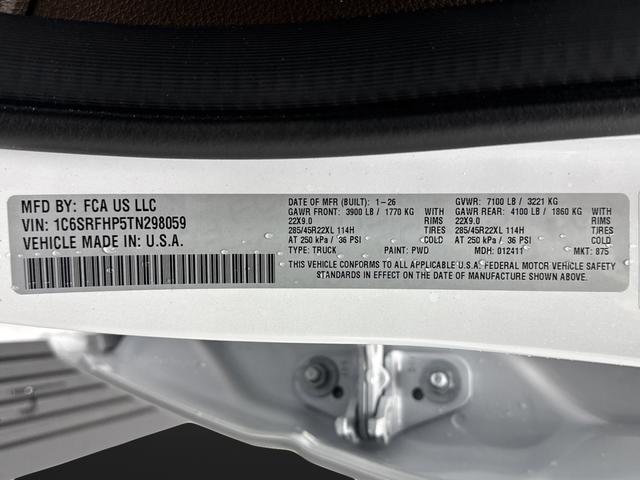 MFD BY: FCA US LLC
VIN: 1C6SRFHP5TN298059
VEHICLE MADE IN: U.S.A.
DATE OF MFR (BUILT): 1-26 GVWR: 7100 LB / 3221 KG
GAWR FRONT: 3900 LB / 1770 KG GAWR REAR: 4100 LB / 1860 KG
22X9.0 RIMS 22X9.0 RIMS
285/45R22XL 114H TIRES 285/45R22XL 114H TIRES
AT 250 kPa / 36 PSI COLD AT 250 kPa / 36 PSI COLD
TYPE: TRUCK PAINT: PWD MDH: 012411 MKT: 875
THIS VEHICLE CONFORMS TO ALL APPLICABLE U.S.A. FEDERAL MOTOR VEHICLE SAFETY
STANDARDS IN EFFECT ON THE DATE OF MANUFACTURE SHOWN ABOVE.